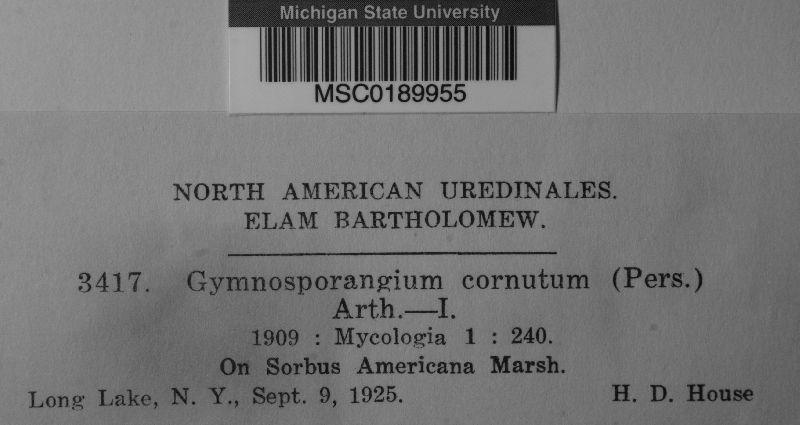 Michigan State University
MSC0189955
NORTH AMERICAN UREDINALES.
ELAM BARTHOLOMEW.
3417. Gymnosporangium cornutum (Pers.)
Arth.—I.
1909 : Mycologia 1 : 240.
On Sorbus Americana Marsh.
Long Lake, N. Y., Sept. 9, 1925. H. D. House